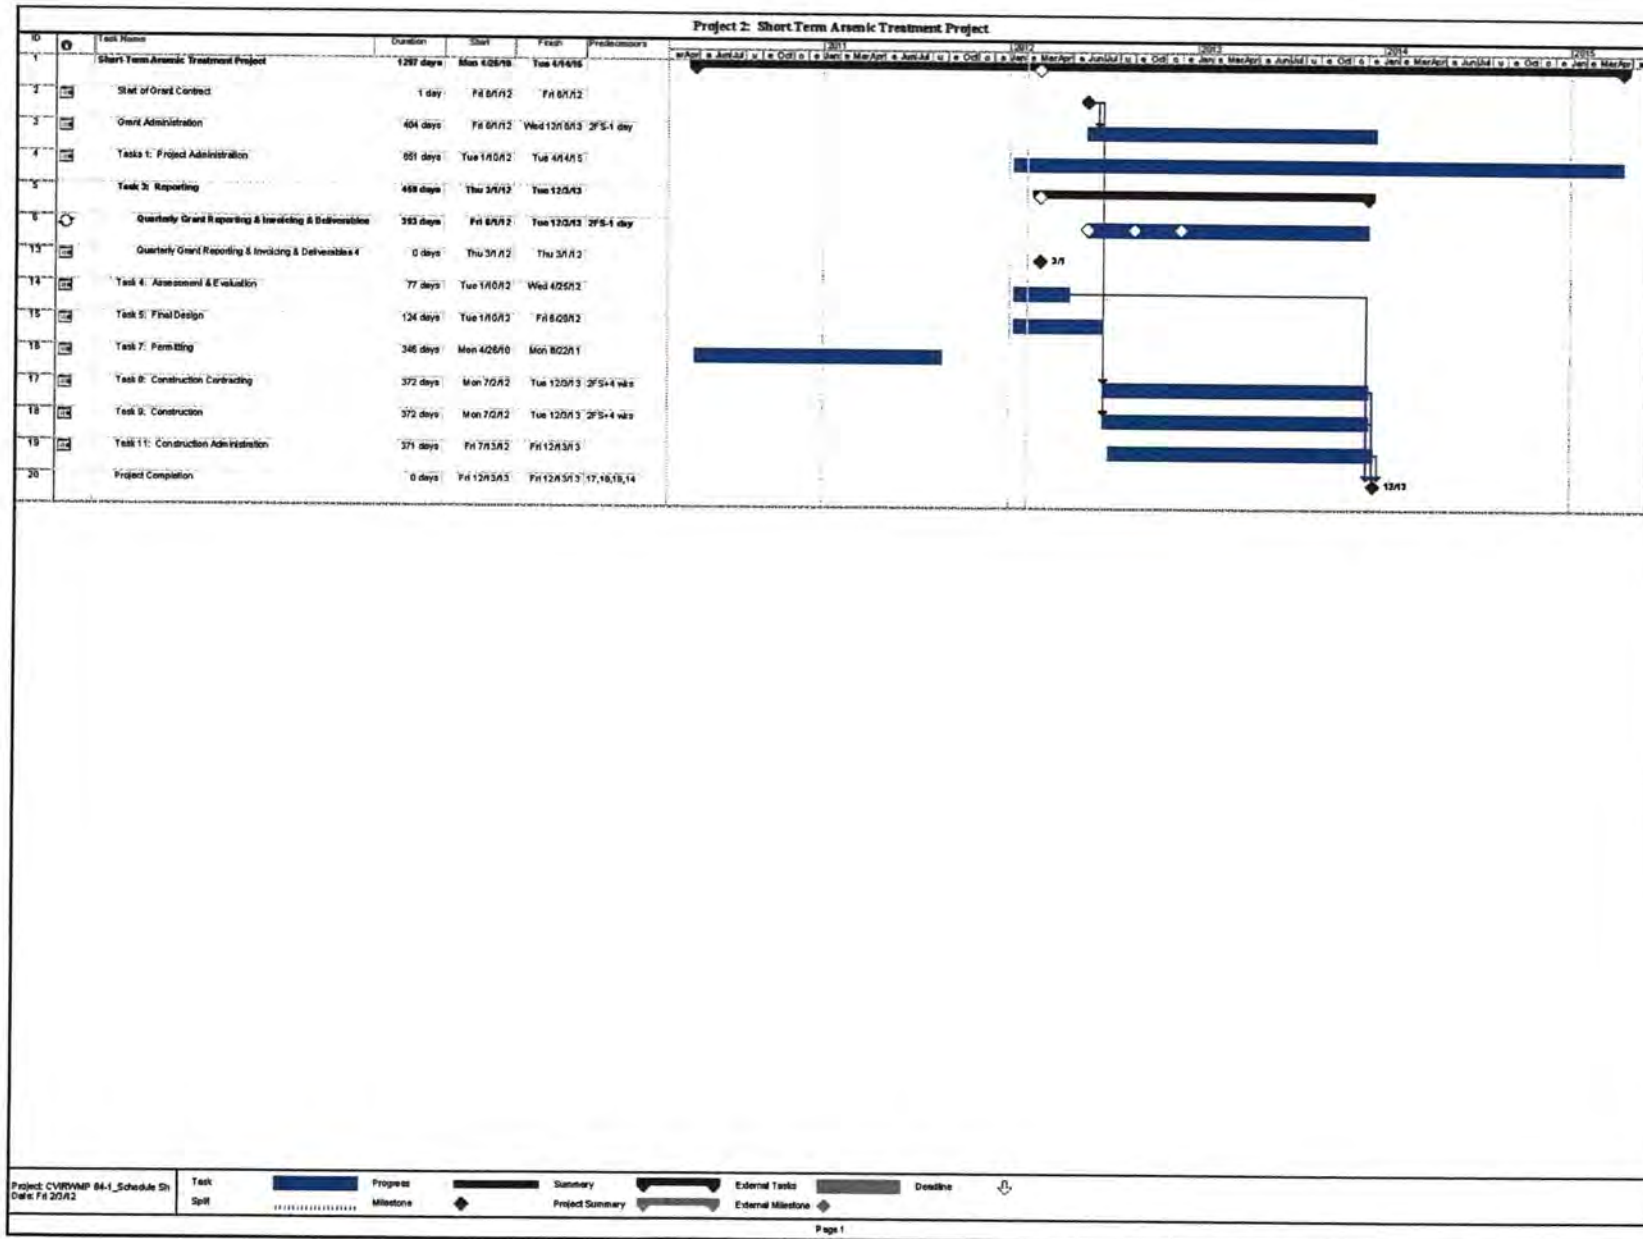 Project 2: Short Term Arsenic Treatment Project
ID Task Name Duration Start Finish Predecessors
2011 2012 2013 2014 2015
1 Short Term Arsenic Treatment Project 1297 days Mon 4/26/10 Tue 4/14/15
2 Start of Grant Contract 1 day Fri 6/1/12 Fri 6/1/12
3 Grant Administration 404 days Fri 6/1/12 Wed 12/18/13 2FS-1 day
4 Tasks 1: Project Administration 851 days Tue 1/10/12 Tue 4/14/15
5 Task 3: Reporting 459 days Thu 3/1/12 Tue 12/3/13
6 Quarterly Grant Reporting & Invoicing & Deliverables 393 days Fri 6/1/12 Tue 12/3/13 2FS-1 day
13 Quarterly Grant Reporting & Invoicing & Deliverables 4 0 days Thu 3/1/12 Thu 3/1/12
3/1
14 Task 4: Assessment & Evaluation 77 days Tue 1/10/12 Wed 4/25/12
15 Task 5: Final Design 124 days Tue 1/10/12 Fri 6/29/12
16 Task 7: Permitting 346 days Mon 4/26/10 Mon 8/22/11
17 Task 8: Construction Contracting 372 days Mon 7/2/12 Tue 12/3/13 2FS+4 wks
18 Task 9: Construction 372 days Mon 7/2/12 Tue 12/3/13 2FS+4 wks
19 Task 11: Construction Administration 371 days Fri 7/13/12 Fri 12/13/13
20 Project Completion 0 days Fri 12/13/13 Fri 12/13/13 17,18,19,14
12/13
Project: CVIRWMP 84-1_Schedule Sh
Date: Fri 2/3/12
Task Progress Summary External Tasks Deadline
Split Milestone Project Summary External Milestone
Page 1